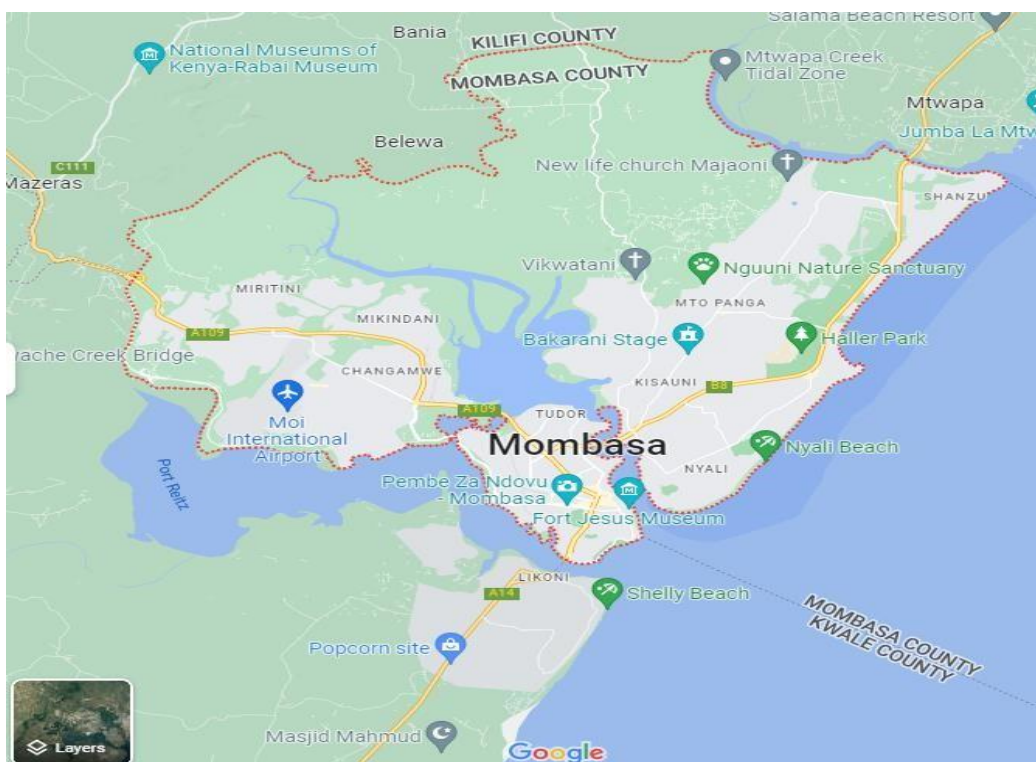 Salama Beach Resort
Bania
KILIFI COUNTY
National Museums of
Kenya-Rabai Museum
MOMBASA COUNTY
Mtwapa Creek
Tidal Zone
Mtwapa
Jumba La Mtw
Belewa
New life church Majaoni
C111
Mazeras
SHANZU
Vikwatani
Nguuni Nature Sanctuary
MIRITINI
MTO PANGA
MIKINDANI
A109
Bakarani Stage
Haller Park
wache Creek Bridge
CHANGAMWE
KISAUNI
B8
A109
TUDOR
Moi
International
Airport
Mombasa
Nyali Beach
NYALI
Port Reitz
Pembe Za Ndovu
- Mombasa
Fort Jesus Museum
LIKONI
A14
Shelly Beach
MOMBASA COUNTY
KWALE COUNTY
Popcorn site
Masjid Mahmud
Layers
Google